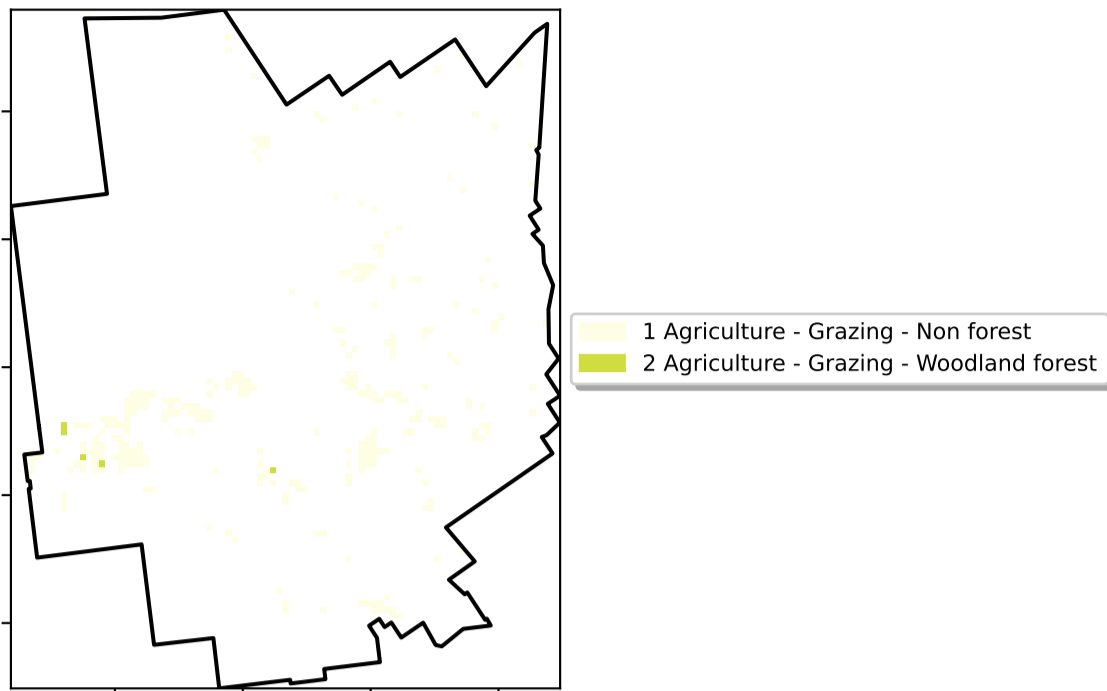 1 Agriculture - Grazing - Non forest
2 Agriculture - Grazing - Woodland forest